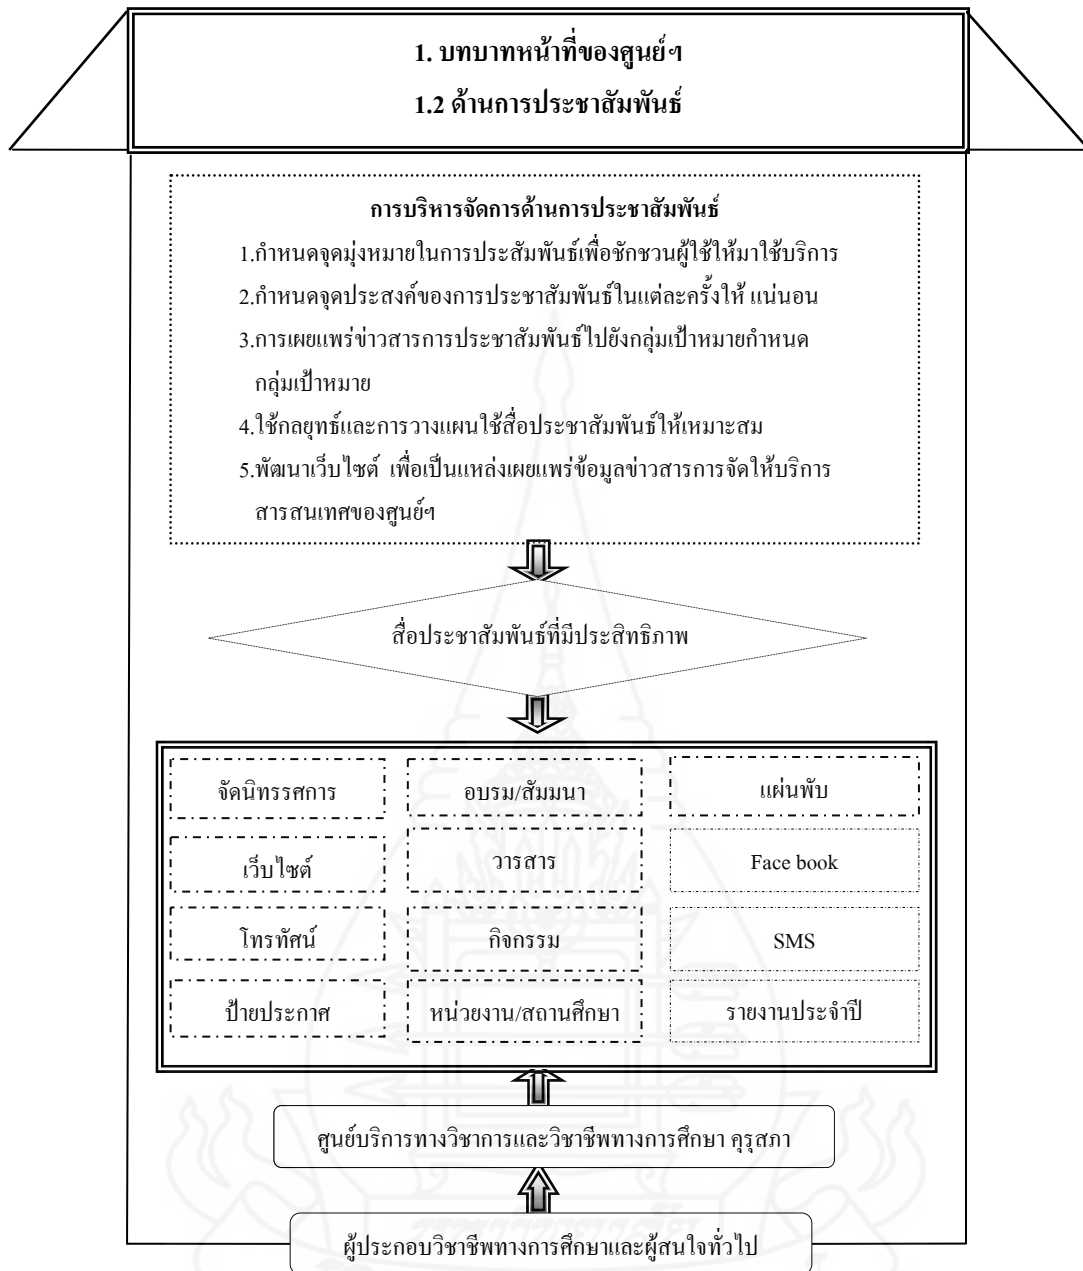 1. บทบาทหน้าที่ของศูนย์ฯ
1.2 ด้านการประชาสัมพันธ์
การบริหารจัดการด้านการประชาสัมพันธ์
1.กำหนดจุดมุ่งหมายในการประสัมพันธ์เพื่อชักชวนผู้ใช้ให้มาใช้บริการ
2.กำหนดจุดประสงค์ของการประชาสัมพันธ์ในแต่ละครั้งให้ แน่นอน
3.การเผยแพร่ข่าวสารการประชาสัมพันธ์ไปยังกลุ่มเป้าหมายกำหนด
กลุ่มเป้าหมาย
4.ใช้กลยุทธ์และการวางแผนใช้สื่อประชาสัมพันธ์ให้เหมาะสม
5.พัฒนาเว็บไซต์ เพื่อเป็นแหล่งเผยแพร่ข้อมูลข่าวสารการจัดให้บริการ
สารสนเทศของศูนย์ฯ
สื่อประชาสัมพันธ์ที่มีประสิทธิภาพ
จัดนิทรรศการ อบรม/สัมมนา แผ่นพับ
เว็บไซต์ วารสาร Face book
โทรทัศน์ กิจกรรม SMS
ป้ายประกาศ หน่วยงาน/สถานศึกษา รายงานประจำปี
ศูนย์บริการทางวิชาการและวิชาชีพทางการศึกษา คุรุสภา
ผู้ประกอบวิชาชีพทางการศึกษาและผู้สนใจทั่วไป